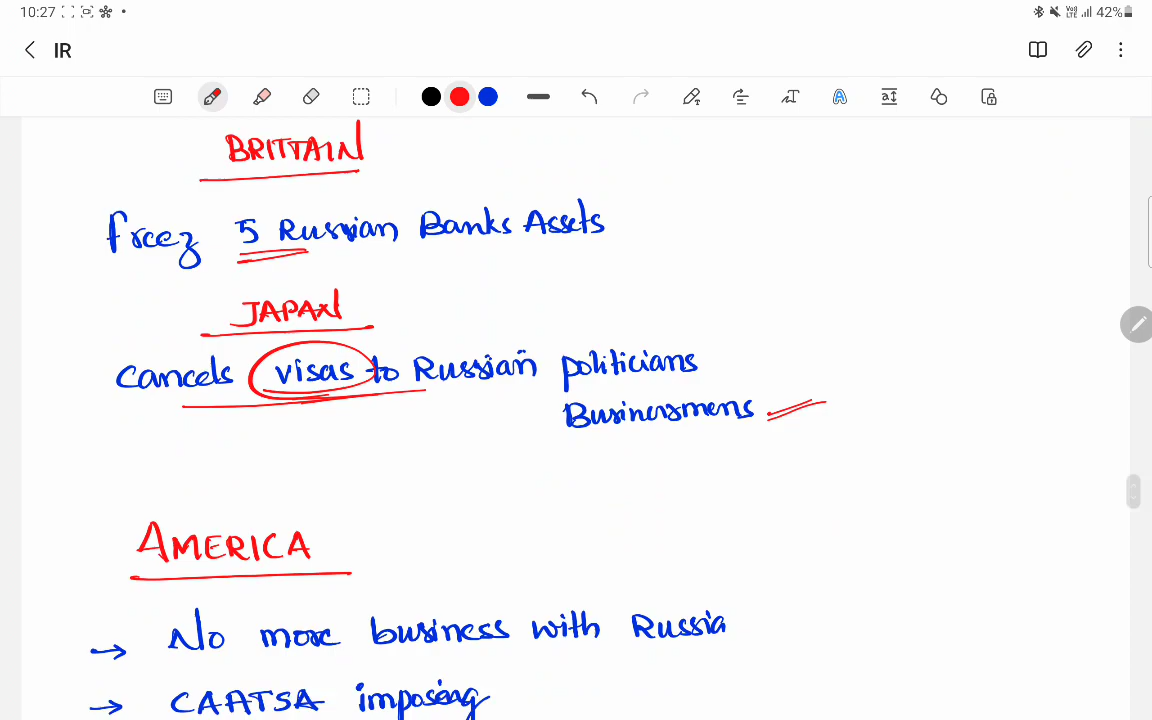 10:27 42%
IR
BRITTAIN
freez 5 Russian Banks Assets
JAPAN
cancels visas to Russian politicians
Businessmens
AMERICA
→ No more business with Russia
→ CAATSA imposing